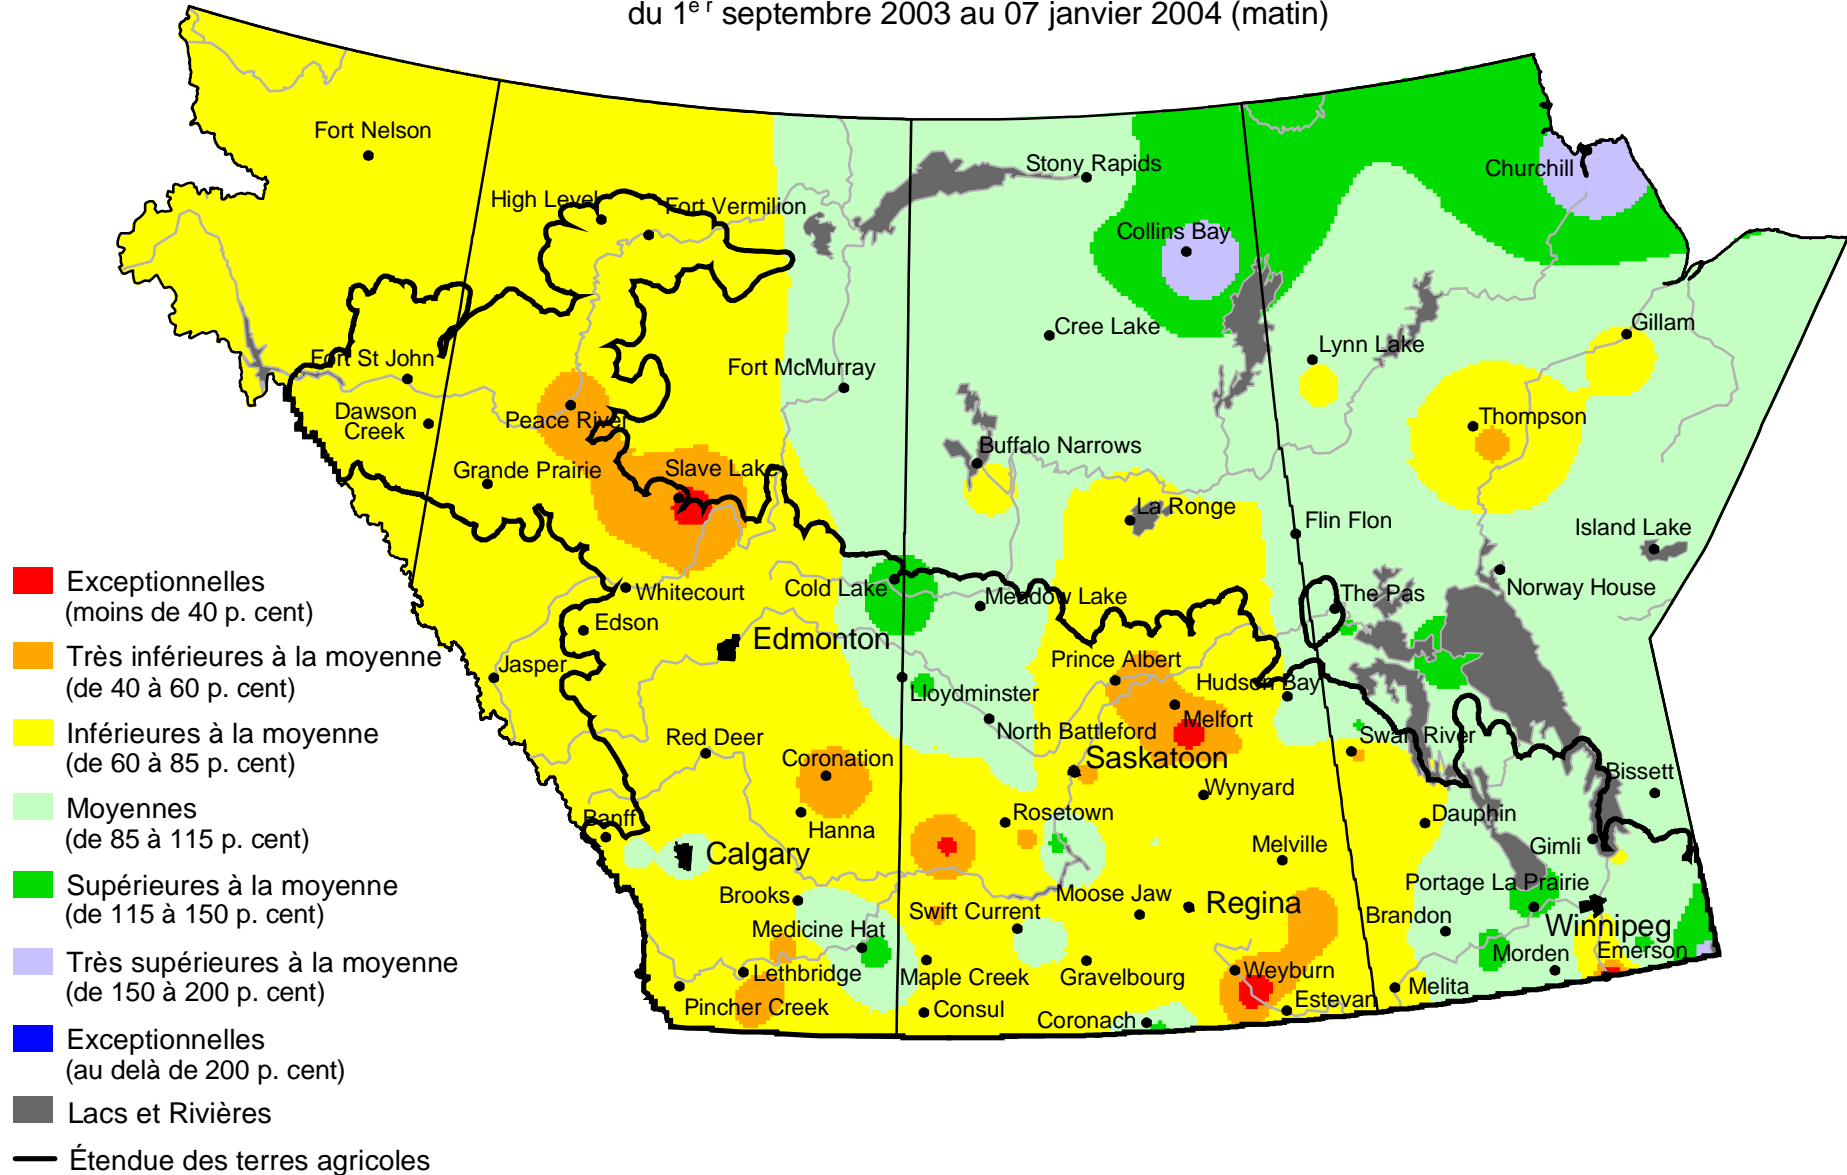 du 1er septembre 2003 au 07 janvier 2004 (matin)
Fort Nelson
Churchill
Stony Rapids
High Level
Fort Vermilion
Collins Bay
Gillam
Cree Lake
Lynn Lake
Fort St John
Fort McMurray
Dawson
Creek
Peace River
Thompson
Buffalo Narrows
Grande Prairie
Slave Lake
La Ronge
Flin Flon
Island Lake
Exceptionnelles
(moins de 40 p. cent)
Whitecourt
Cold Lake
Meadow Lake
The Pas
Norway House
Edson
Edmonton
Très inférieures à la moyenne
(de 40 à 60 p. cent)
Jasper
Prince Albert
Hudson Bay
Lloydminster
Melfort
North Battleford
Inférieures à la moyenne
(de 60 à 85 p. cent)
Red Deer
Coronation
Saskatoon
Swan River
Bissett
Wynyard
Moyennes
(de 85 à 115 p. cent)
Banff
Hanna
Rosetown
Dauphin
Calgary
Melville
Gimli
Supérieures à la moyenne
(de 115 à 150 p. cent)
Brooks
Moose Jaw
Portage La Prairie
Swift Current
Regina
Brandon
Winnipeg
Medicine Hat
Morden
Emerson
Très supérieures à la moyenne
(de 150 à 200 p. cent)
Lethbridge
Maple Creek
Gravelbourg
Weyburn
Melita
Pincher Creek
Consul
Coronach
Estevan
Exceptionnelles
(au delà de 200 p. cent)
Lacs et Rivières
Étendue des terres agricoles